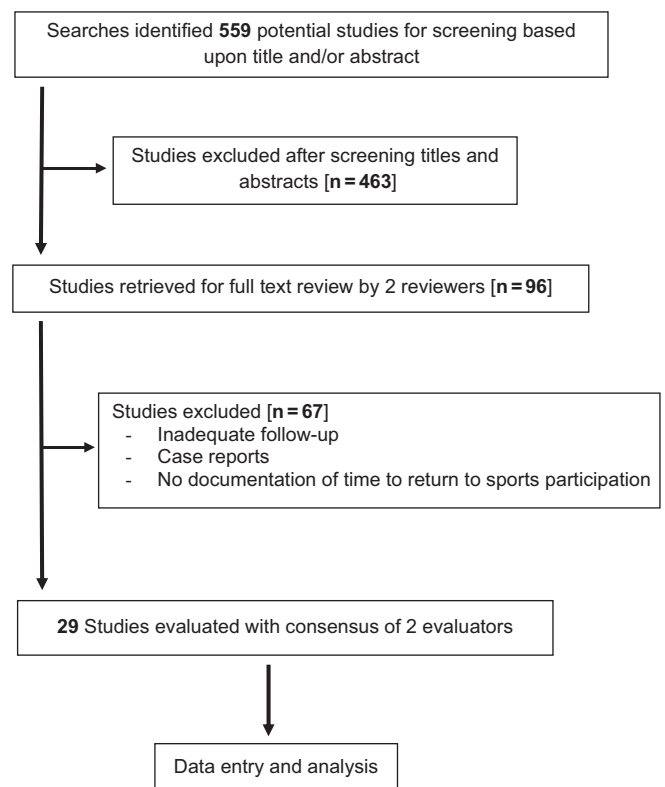 Searches identified 559 potential studies for screening based
upon title and/or abstract
Studies excluded after screening titles and
abstracts [n = 463]
Studies retrieved for full text review by 2 reviewers [n = 96]
Studies excluded [n = 67]
- Inadequate follow-up
- Case reports
- No documentation of time to return to sports participation
29 Studies evaluated with consensus of 2 evaluators
Data entry and analysis